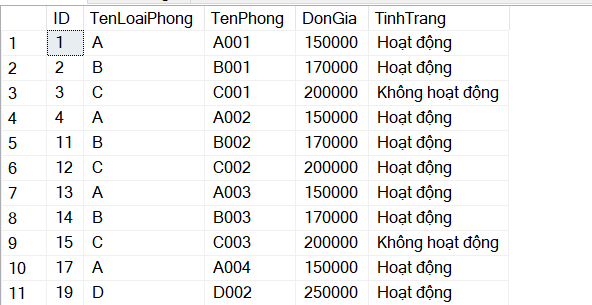 ID TenLoaiPhong TenPhong DonGia TinhTrang
1 1 A A001 150000 Hoạt động
2 2 B B001 170000 Hoạt động
3 3 C C001 200000 Không hoạt động
4 4 A A002 150000 Hoạt động
5 11 B B002 170000 Hoạt động
6 12 C C002 200000 Hoạt động
7 13 A A003 150000 Hoạt động
8 14 B B003 170000 Hoạt động
9 15 C C003 200000 Không hoạt động
10 17 A A004 150000 Hoạt động
11 19 D D002 250000 Hoạt động